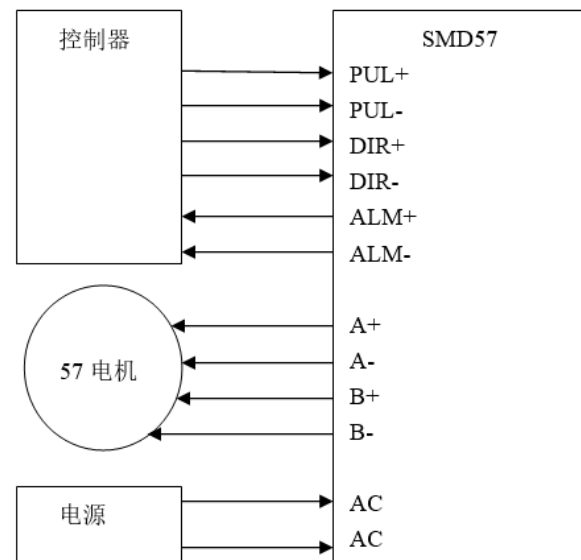 控制器
SMD57
PUL+
PUL-
DIR+
DIR-
ALM+
ALM-
57 电机
A+
A-
B+
B-
电源
AC
AC